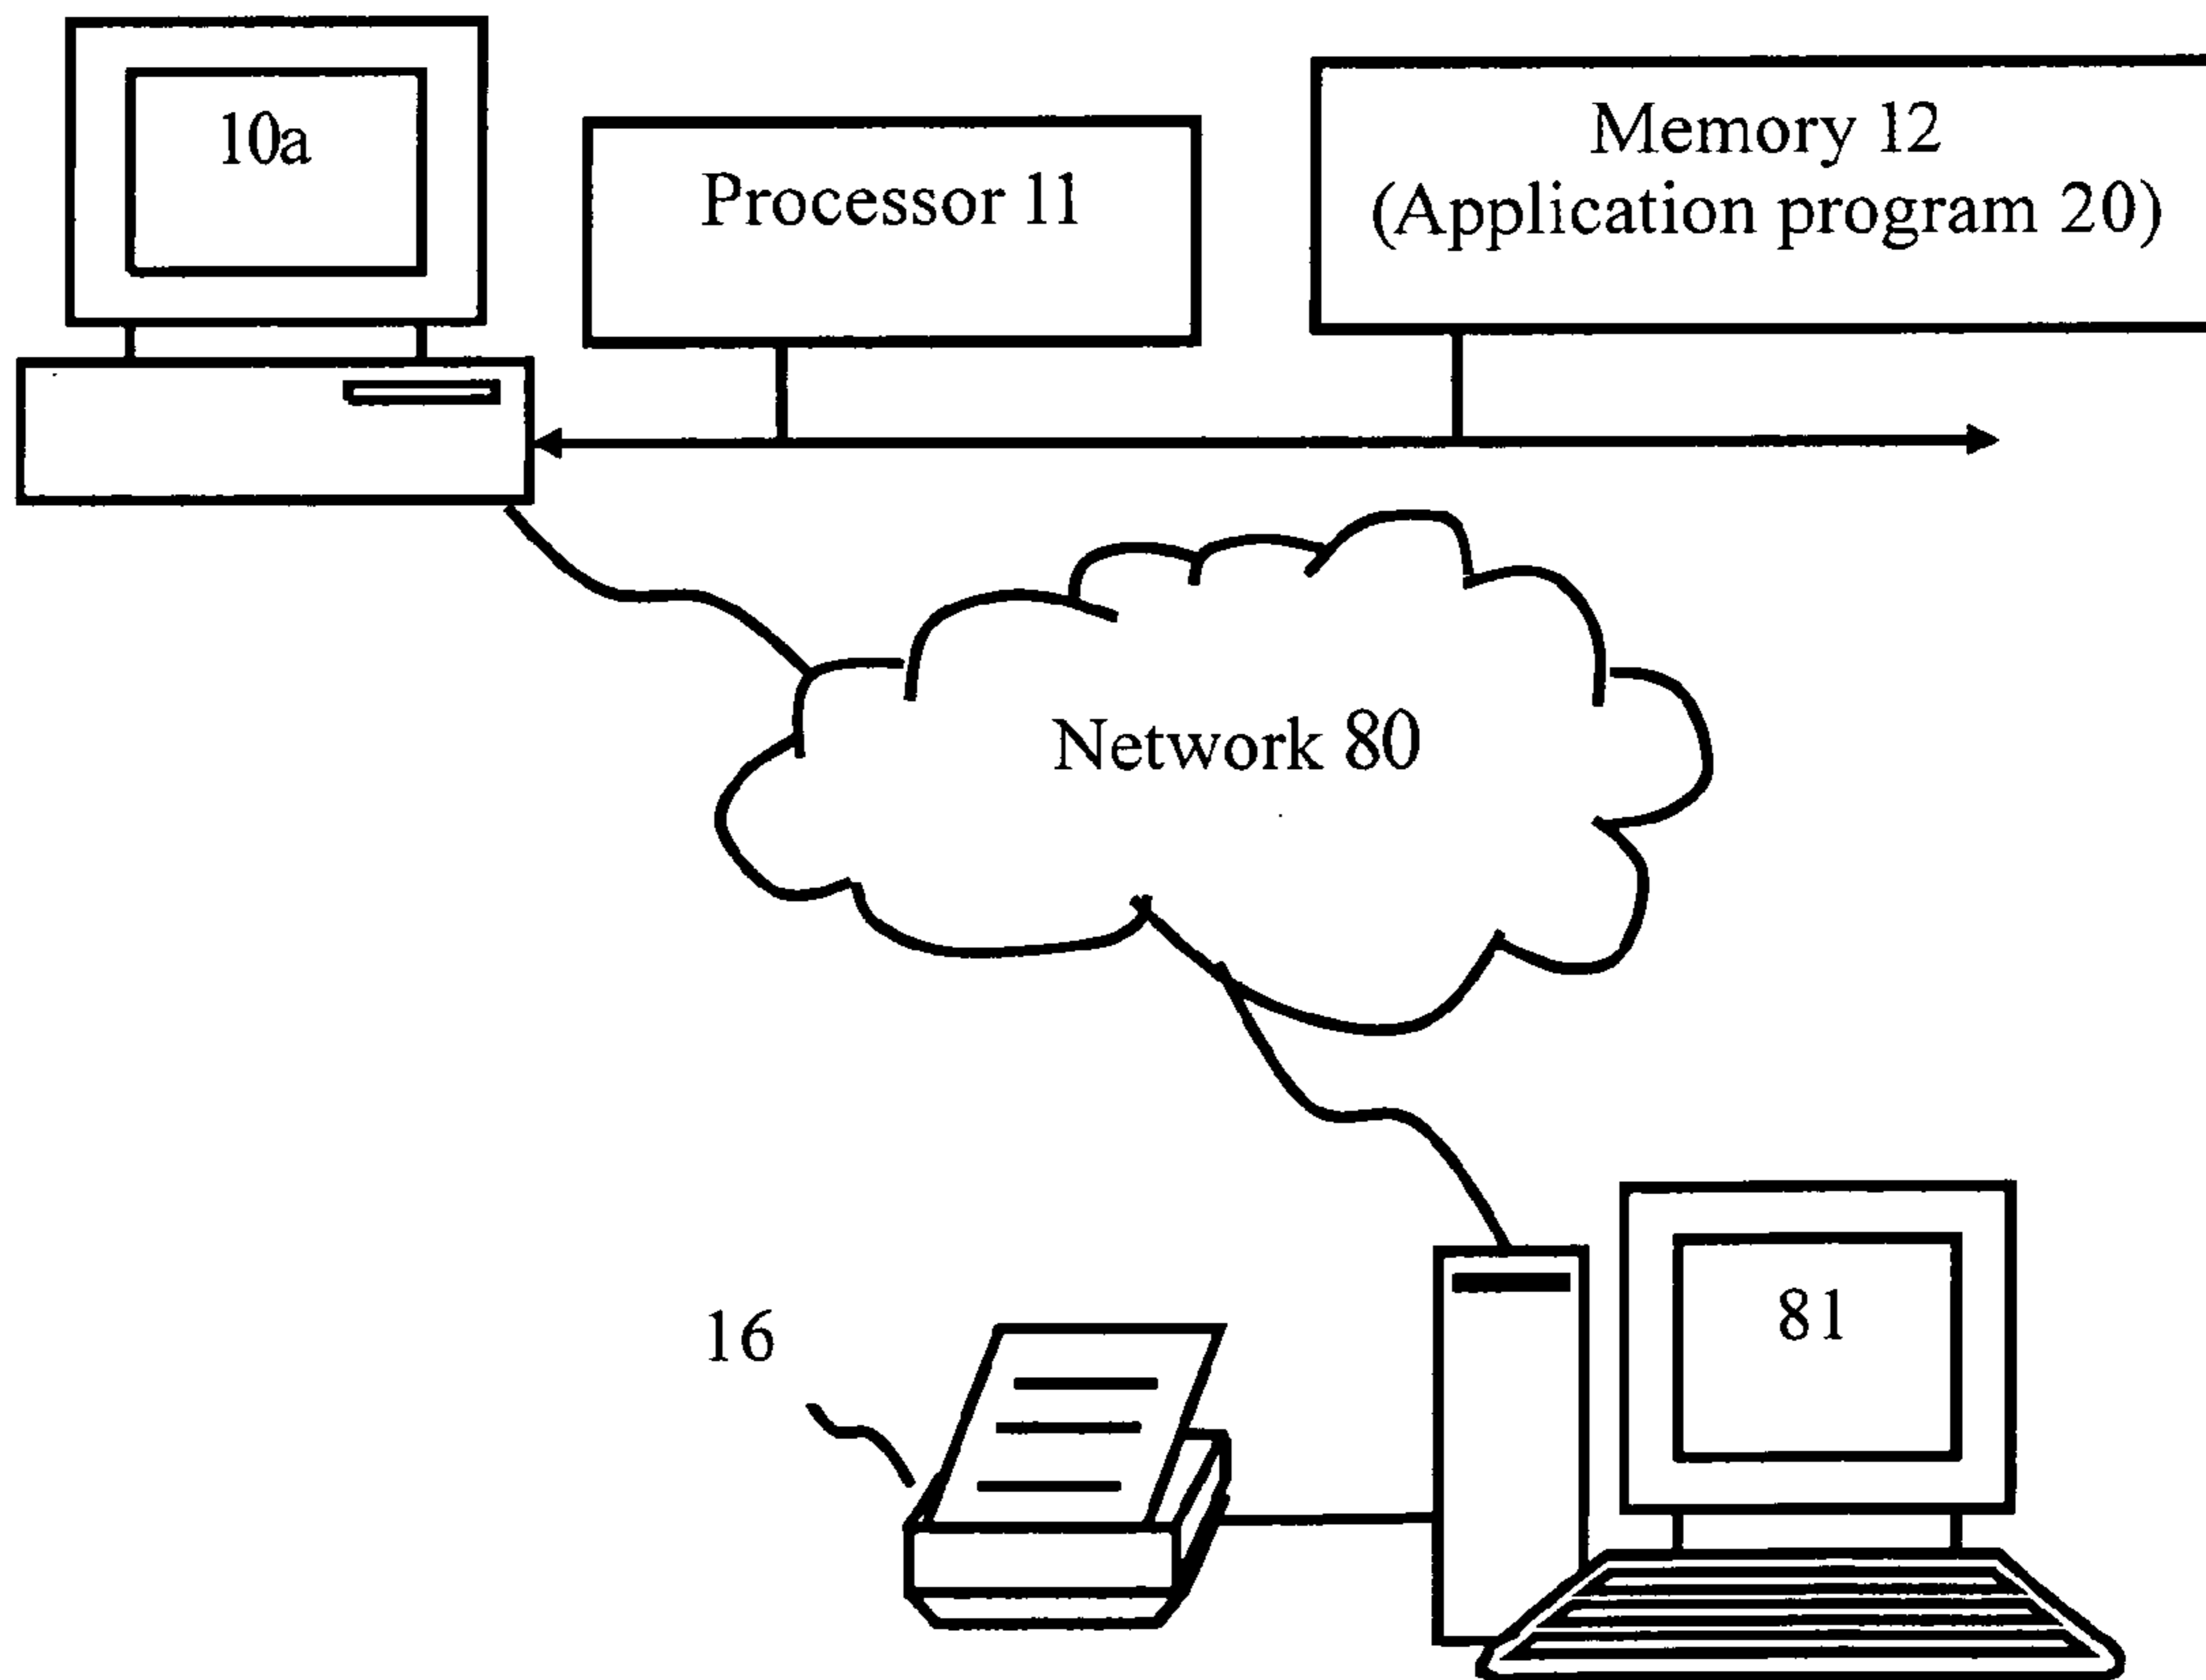 10a
Processor 11
Memory 12
(Application program 20)
Network 80
16
81